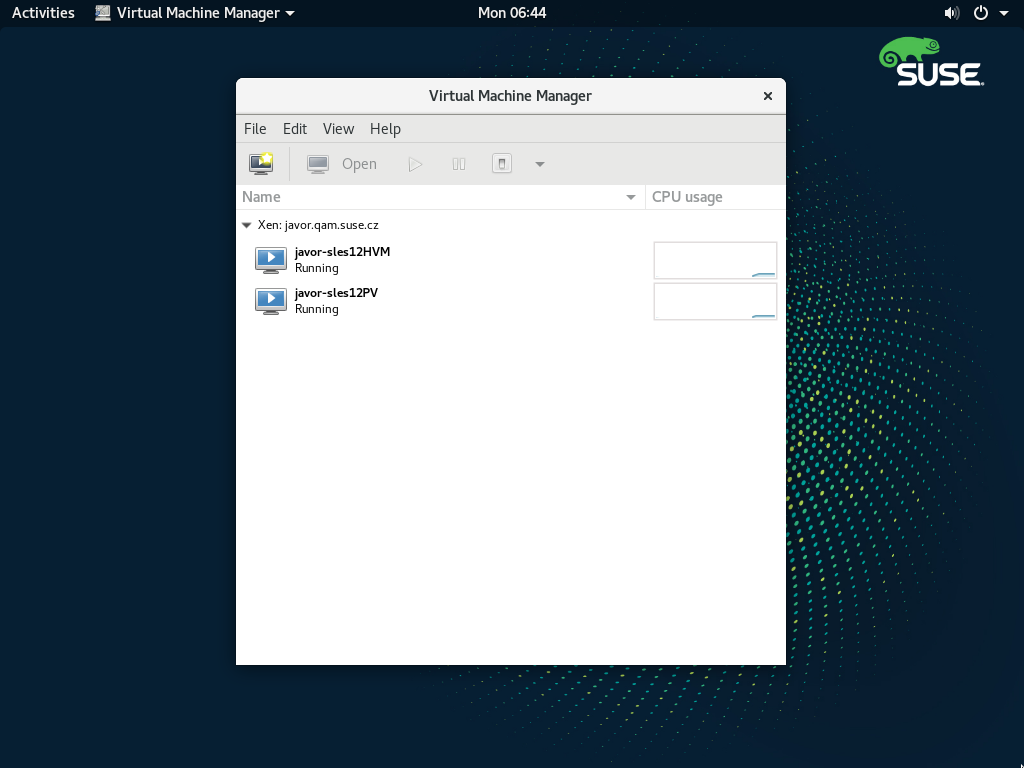 Activities Virtual Machine Manager Mon 06:44
SUSE
Virtual Machine Manager
File Edit View Help
Open
Name CPU usage
Xen: javor.qam.suse.cz
javor-sles12HVM
Running
javor-sles12PV
Running